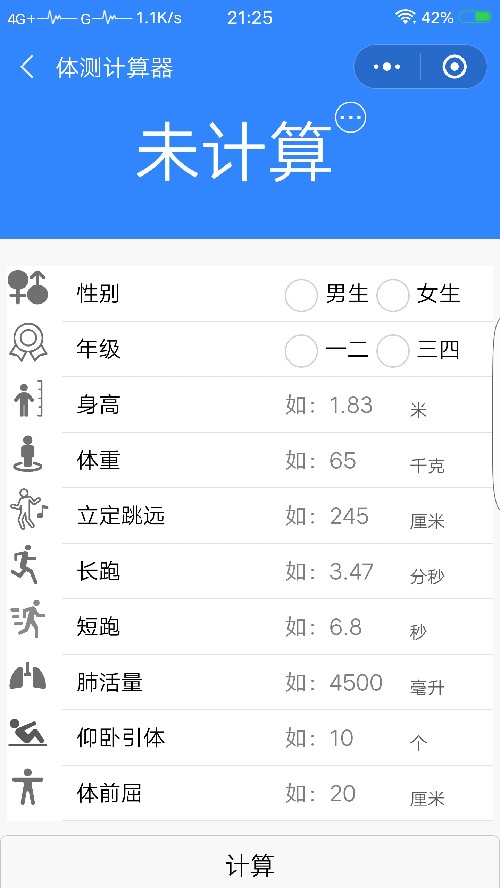 4G+ G 1.1K/s 21:25 42%
体测计算器
未计算
性别 男生 女生
年级 一二 三四
身高 如：1.83 米
体重 如：65 千克
立定跳远 如：245 厘米
长跑 如：3.47 分秒
短跑 如：6.8 秒
肺活量 如：4500 毫升
仰卧引体 如：10 个
体前屈 如：20 厘米
计算